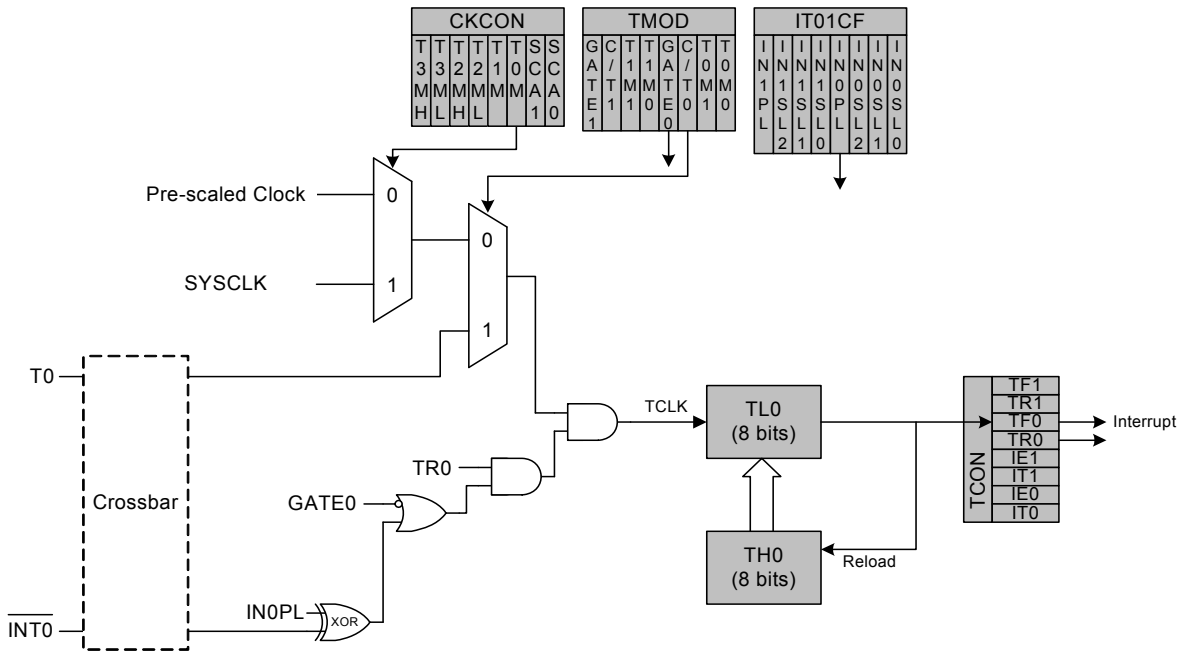 CKCON
T3MH
T3ML
T2MH
T2ML
T1M
T0M
SCA1
SCA0
TMOD
GATE1
C/T1
T1M1
T1M0
GATE0
C/T0
T0M1
T0M0
IT01CF
IN1PL
IN1SL2
IN1SL1
IN1SL0
IN0PL
IN0SL2
IN0SL1
IN0SL0
Pre-scaled Clock
0
SYSCLK
1
0
1
T0
Crossbar
INT0
GATE0
TR0
IN0PL
XOR
TCLK
TL0
(8 bits)
TH0
(8 bits)
Reload
TCON
TF1
TR1
TF0
TR0
IE1
IT1
IE0
IT0
Interrupt